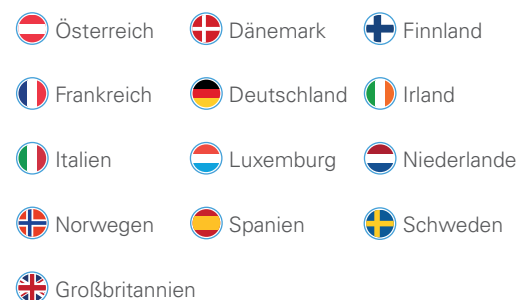 Österreich Dänemark Finnland
Frankreich Deutschland Irland
Italien Luxemburg Niederlande
Norwegen Spanien Schweden
Großbritannien